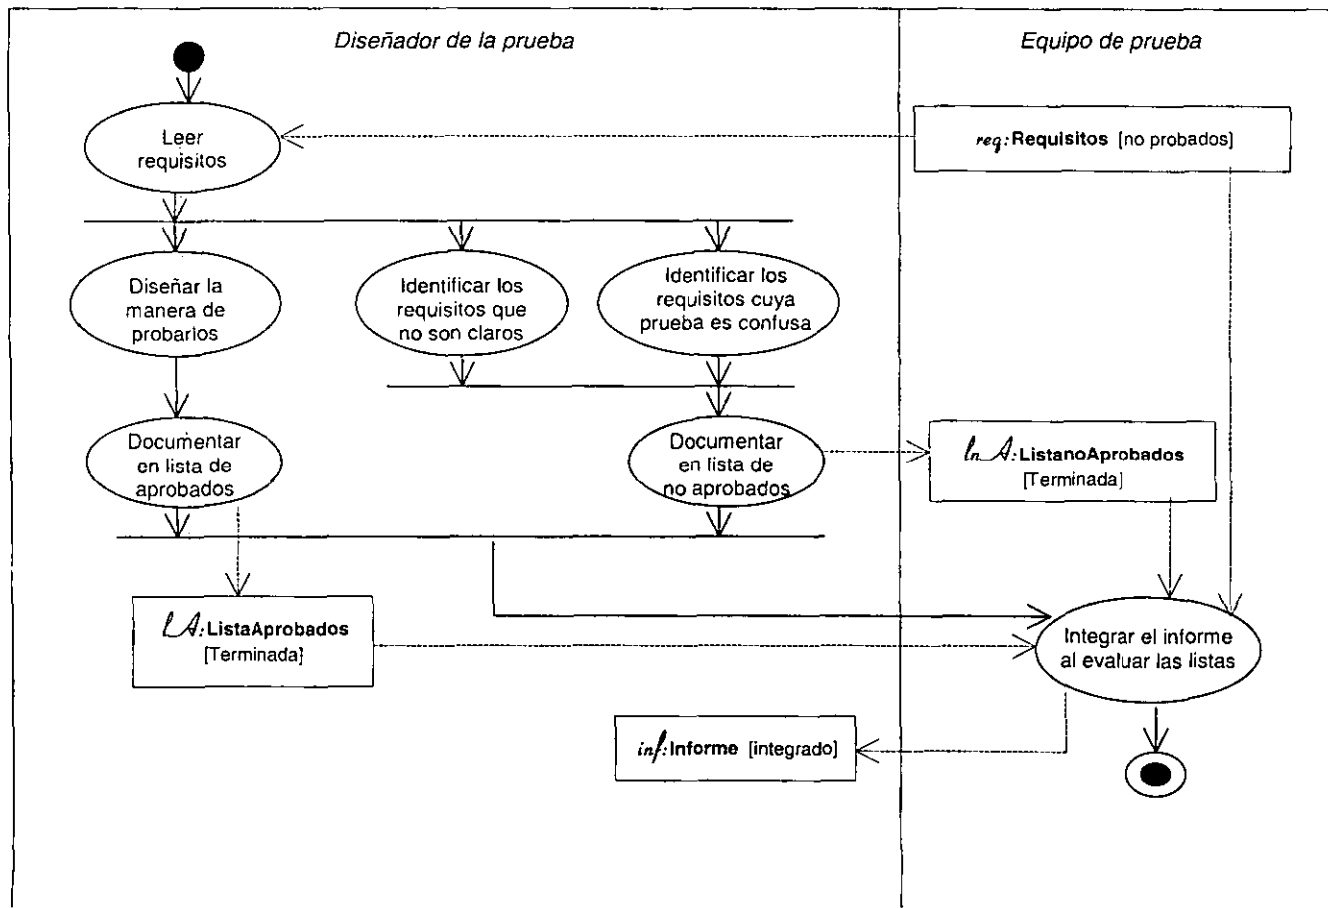 Diseñador de la prueba
Equipo de prueba
Leer
requisitos
req:Requisitos [no probados]
Diseñar la
manera de
probarlos
Identificar los
requisitos que
no son claros
Identificar los
requisitos cuya
prueba es confusa
Documentar
en lista de
aprobados
Documentar
en lista de
no aprobados
lnA:ListanoAprobados
[Terminada]
lA:ListaAprobados
[Terminada]
Integrar el informe
al evaluar las listas
inf:Informe [integrado]